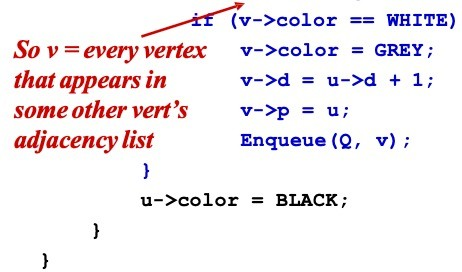 if (v->color == WHITE)
So v = every vertex
v->color = GREY;
that appears in
v->d = u->d + 1;
some other vert's
v->p = u;
adjacency list
Enqueue(Q, v);
}
u->color = BLACK;
}
}